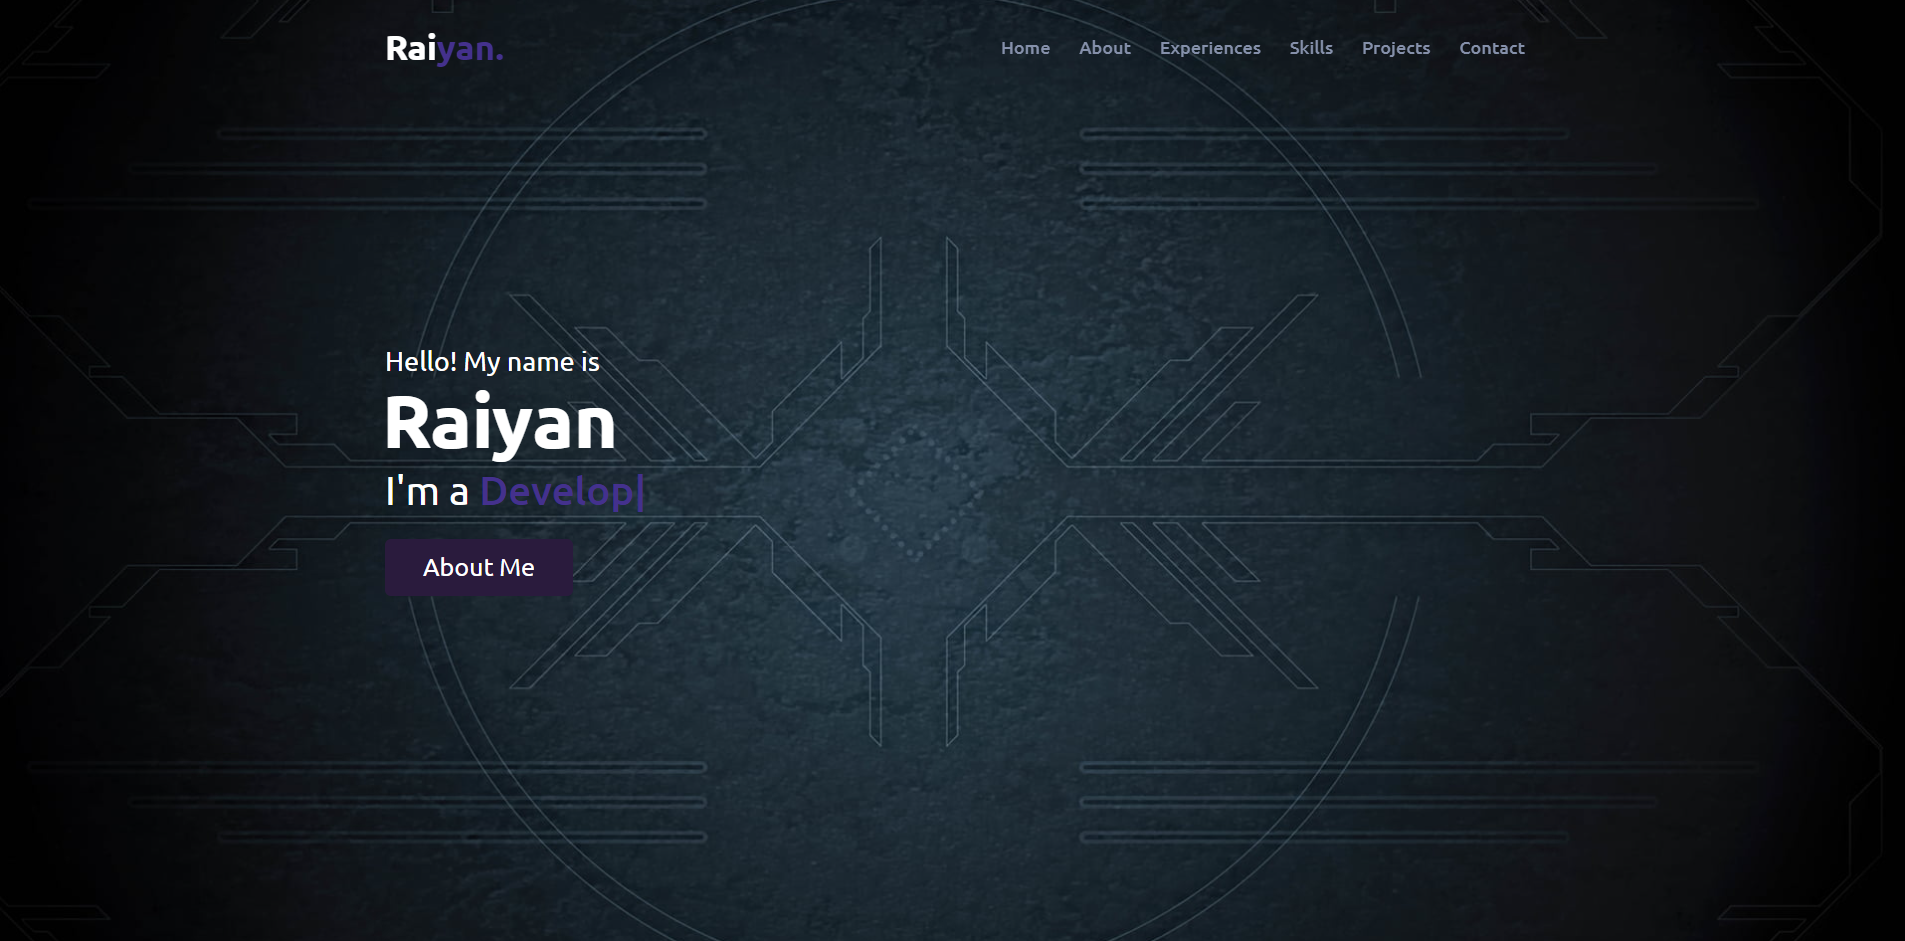 Raiyan.
Home About Experiences Skills Projects Contact
Hello! My name is
Raiyan
I'm a Develop|
About Me